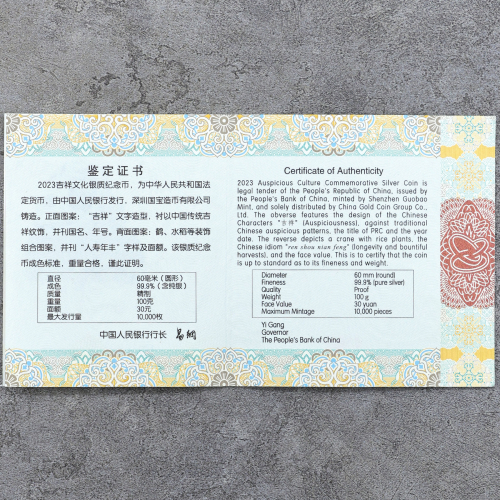 鉴定证书
2023吉祥文化银质纪念币，为中华人民共和国法
定货币，由中国人民银行发行，深圳国宝造币有限公司
铸造。正面图案：“吉祥”文字造型，衬以中国传统吉
祥纹饰，并刊国名、年号。背面图案：鹤、水稻等装饰
组合图案，并刊“人寿年丰”字样及面额。该银质纪念
币成色标准，重量合格，谨此证明。
直径 60毫米（圆形）
成色 99.9%（含纯银）
质量 精制
重量 100克
面额 30元
最大发行量 10,000枚
中国人民银行行长 易纲
Certificate of Authenticity
2023 Auspicious Culture Commemorative Silver Coin is
legal tender of the People's Republic of China, issued by
the People's Bank of China, minted by Shenzhen Guobao
Mint, and solely distributed by China Gold Coin Group Co.,
Ltd. The obverse features the design of the Chinese
Characters "吉祥" (Auspiciousness), against traditional
Chinese auspicious patterns, the title of PRC and the year
date. The reverse depicts a crane with rice plants, the
Chinese idiom "ren shou nian feng" (longevity and bountiful
harvests), and the face value. This is to certify that the coin
is up to standard as to its fineness and weight.
Diameter 60 mm (round)
Fineness 99.9% (pure silver)
Quality Proof
Weight 100 g
Face Value 30 yuan
Maximum Mintage 10,000 pieces
Yi Gang
Governor
The People's Bank of China